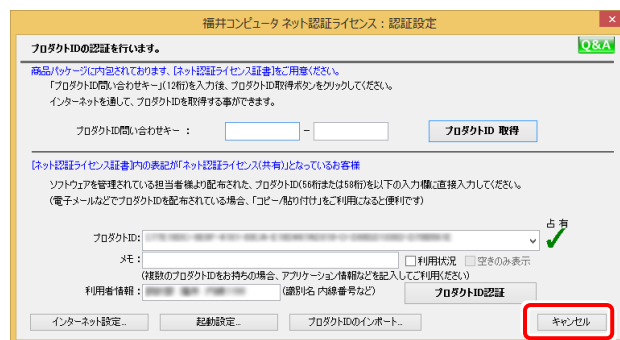 福井コンピュータ ネット認証ライセンス：認証設定
×
プロダクトIDの認証を行います。
Q&A
商品パッケージに内包されております、[ネット認証ライセンス証書]をご用意ください。
「プロダクトID問い合わせキー」(12桁)を入力後、プロダクトID取得ボタンをクリックしてください。
インターネットを通して、プロダクトIDを取得する事ができます。
プロダクトID問い合わせキー ： － プロダクトID 取得
[ネット認証ライセンス証書]内の表記が「ネット認証ライセンス(共有)」となっているお客様
ソフトウェアを管理されている担当者様より配布された、プロダクトID(56桁または58桁)を以下の入力欄に直接入力してください。
(電子メールなどでプロダクトIDを配布されている場合、「コピー/貼り付け」をご利用になると便利です)
占有
プロダクトID：
メモ： 利用状況 空きのみ表示
(複数のプロダクトIDをお持ちの場合、アプリケーション情報などを記入してご利用ください)
利用者情報： (識別名 内線番号など) プロダクトID認証
インターネット設定... 起動設定... プロダクトIDのインポート... キャンセル